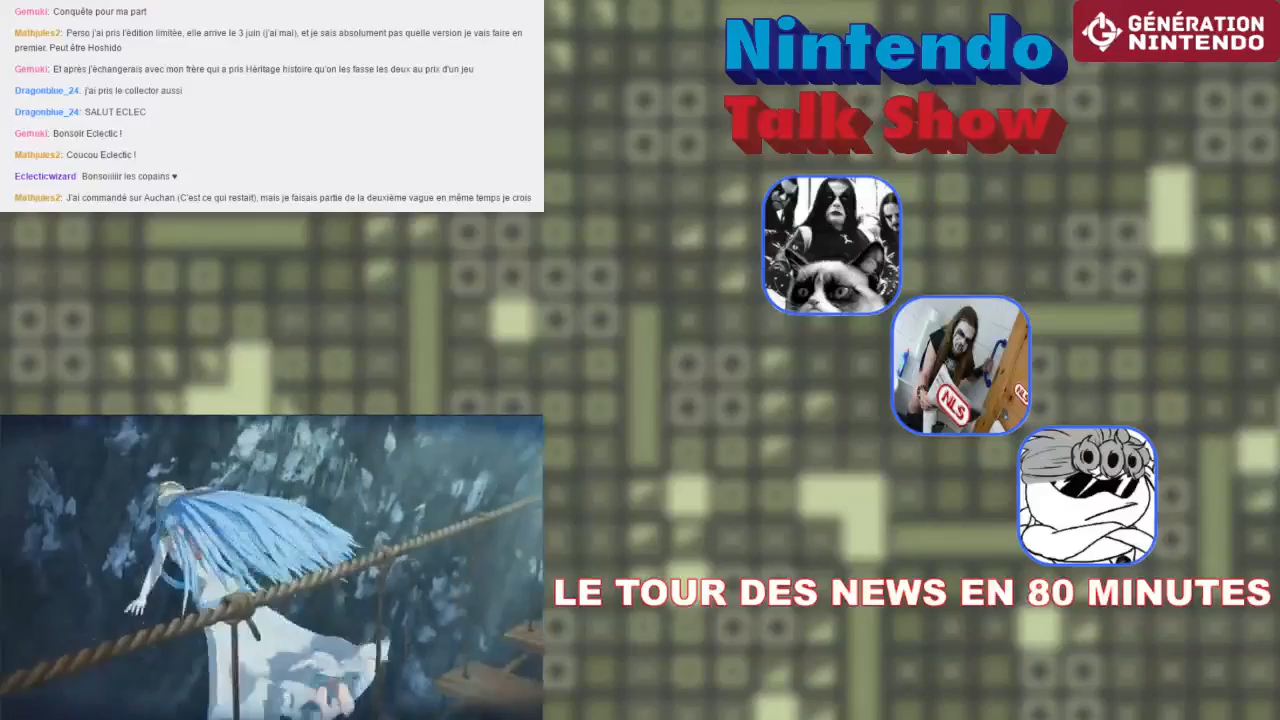 Gemuki: Conquête pour ma part
Mathjules2: Perso j'ai pris l'édition limitée, elle arrive le 3 juin (j'ai mal), et je sais absolument pas quelle version je vais faire en
premier. Peut être Hoshido
Gemuki: Et après j'échangerais avec mon frère qui a pris Héritage histoire qu'on les fasse les deux au prix d'un jeu
Dragonblue_24: j'ai pris le collector aussi
Dragonblue_24: SALUT ECLEC
Gemuki: Bonsoir Eclectic !
Mathjules2: Coucou Eclectic !
Eclecticwizard Bonsoiiiiir les copains ♥
Mathjules2: J'ai commandé sur Auchan (C'est ce qui restait), mais je faisais partie de la deuxième vague en même temps je crois
Nintendo
Talk Show
GÉNÉRATION
NINTENDO
NLS
NLS
LE TOUR DES NEWS EN 80 MINUTES